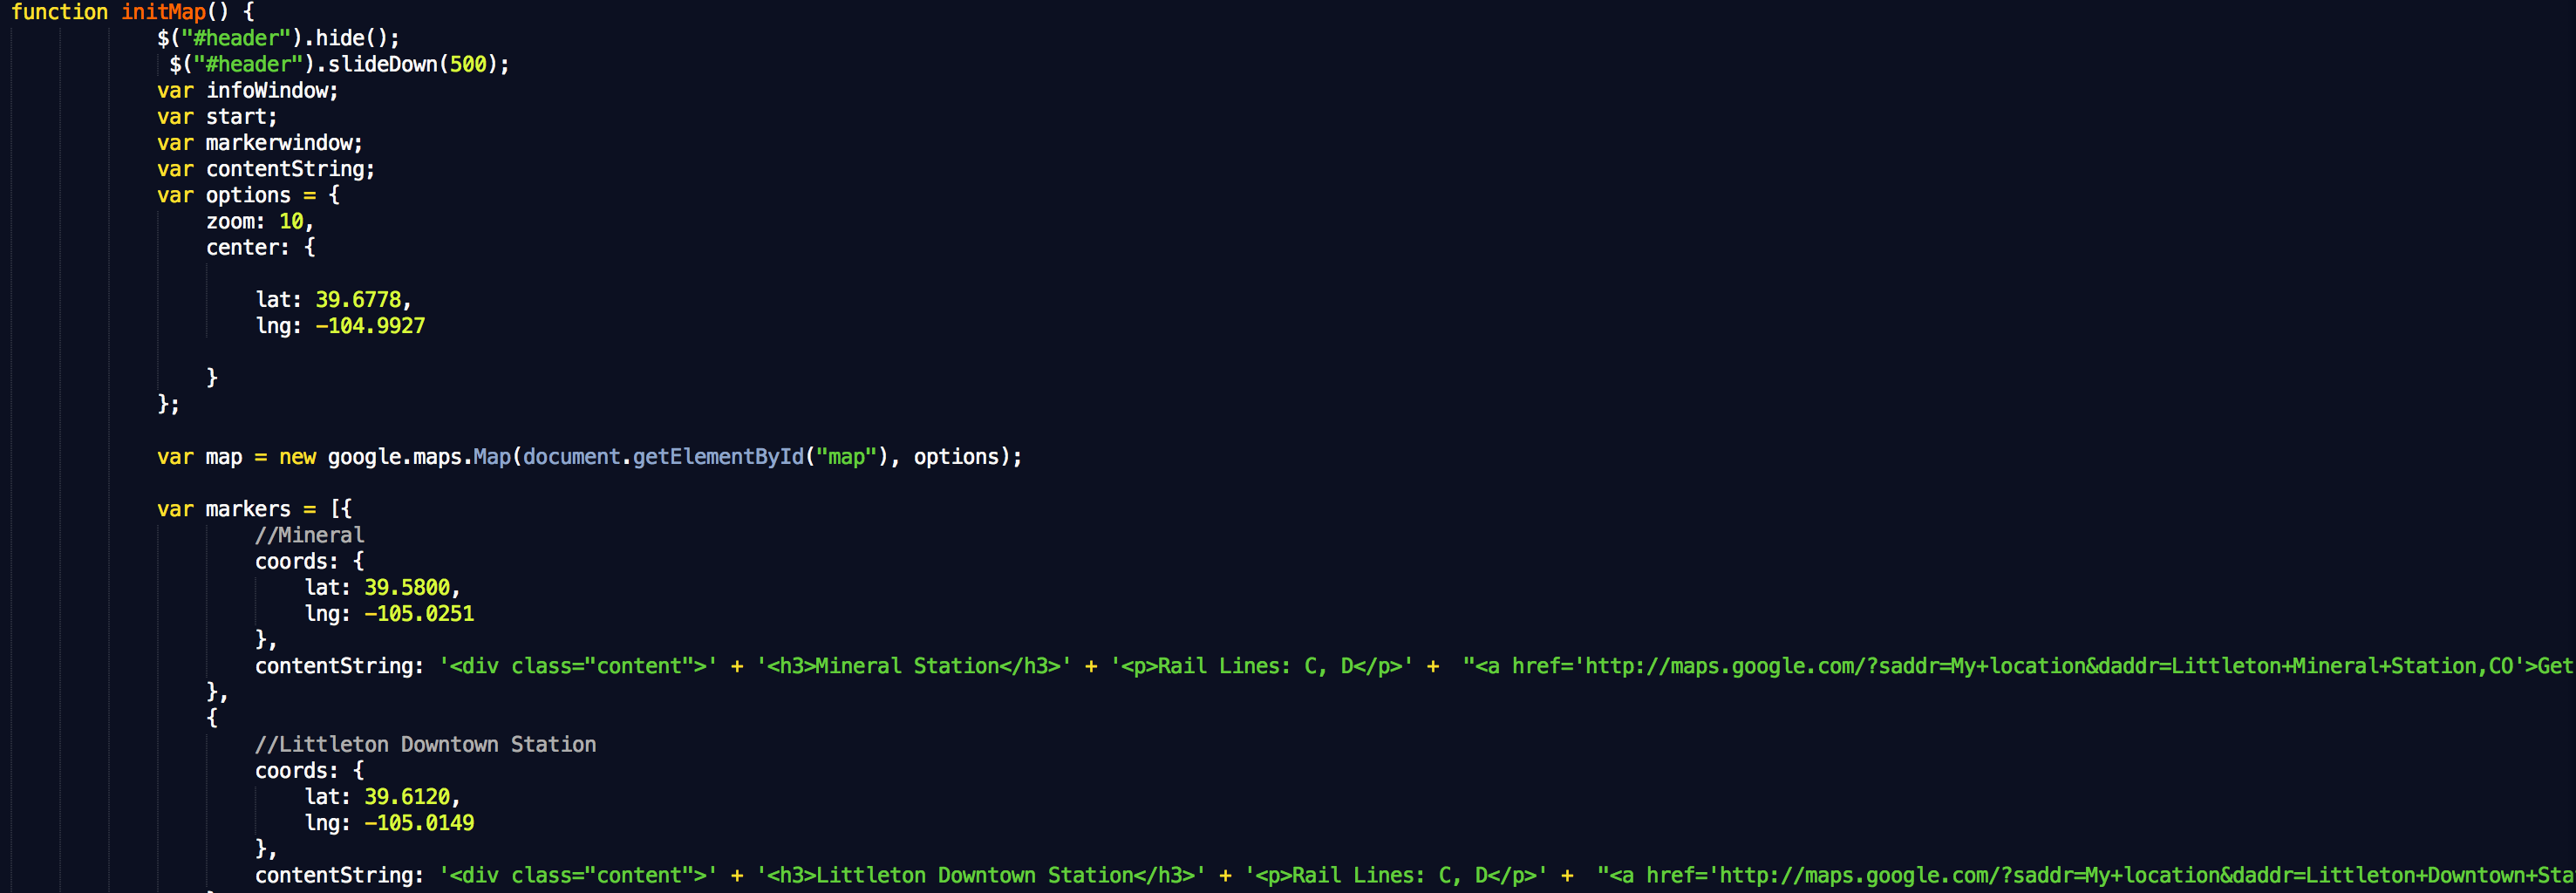 function initMap() {
$("#header").hide();
$("#header").slideDown(500);
var infoWindow;
var start;
var markerwindow;
var contentString;
var options = {
zoom: 10,
center: {
lat: 39.6778,
lng: -104.9927
}
};
var map = new google.maps.Map(document.getElementById("map"), options);
var markers = [{
//Mineral
coords: {
lat: 39.5800,
lng: -105.0251
},
contentString: '<div class="content">' + '<h3>Mineral Station</h3>' + '<p>Rail Lines: C, D</p>' +  "<a href='http://maps.google.com/?saddr=My+location&daddr=Littleton+Mineral+Station,CO'>Get
},
{
//Littleton Downtown Station
coords: {
lat: 39.6120,
lng: -105.0149
},
contentString: '<div class="content">' + '<h3>Littleton Downtown Station</h3>' + '<p>Rail Lines: C, D</p>' +  "<a href='http://maps.google.com/?saddr=My+location&daddr=Littleton+Downtown+Sta